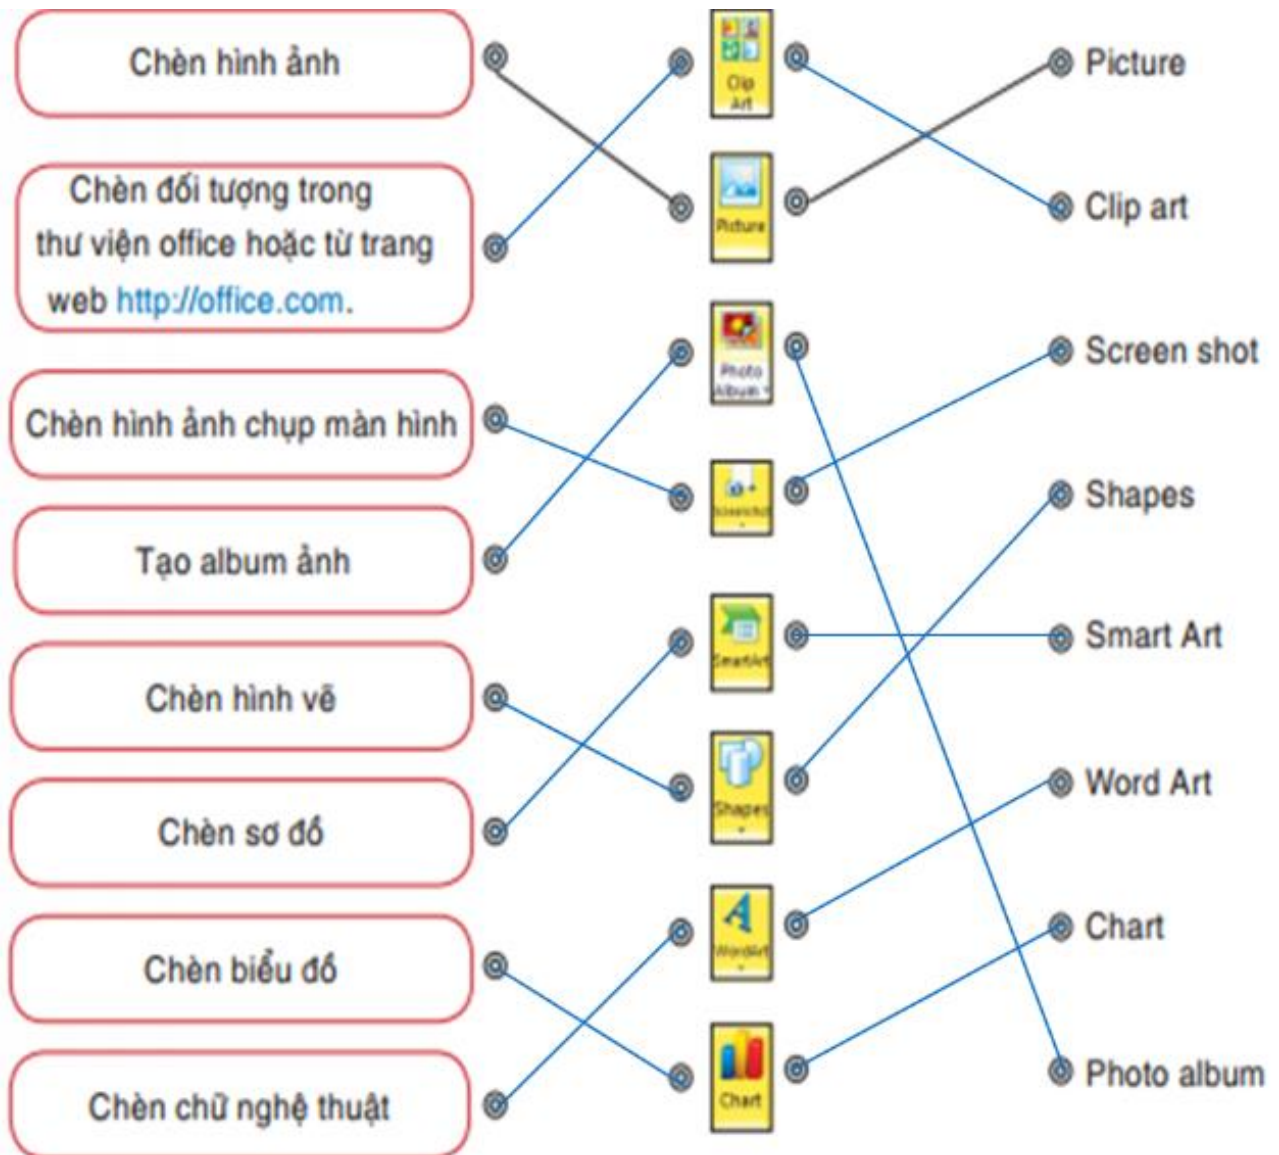 Chèn hình ảnh
Chèn đối tượng trong
thư viện office hoặc từ trang
web http://office.com.
Chèn hình ảnh chụp màn hình
Tạo album ảnh
Chèn hình vẽ
Chèn sơ đồ
Chèn biểu đồ
Chèn chữ nghệ thuật
Clip
Art
Picture
Photo
Album
Screenshot
SmartArt
Shapes
WordArt
Chart
Picture
Clip art
Screen shot
Shapes
Smart Art
Word Art
Chart
Photo album